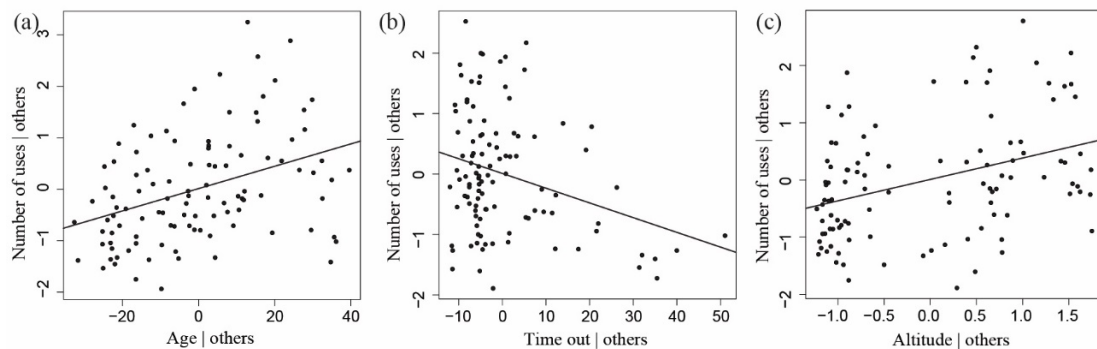 (a)
Number of uses | others
3
2
1
0
−1
−2
−20 0 20 40
Age | others
(b)
Number of uses | others
2
1
0
−1
−2
−10 0 10 20 30 40 50
Time out | others
(c)
Number of uses | others
2
1
0
−1
−2
−1.0 −0.5 0.0 0.5 1.0 1.5
Altitude | others